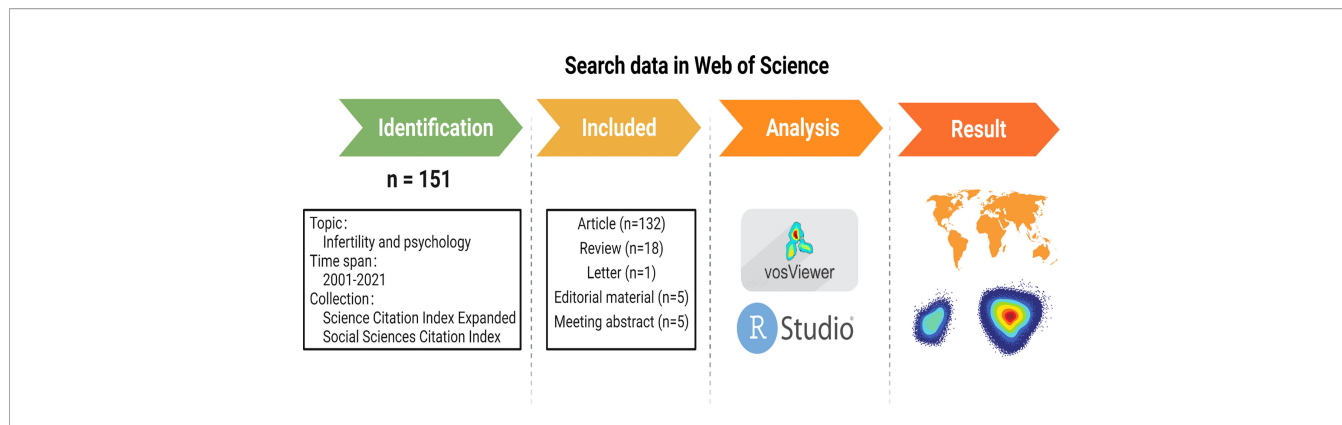 Search data in Web of Science
Identification
Included
Analysis
Result
n = 151
Topic:
Infertility and psychology
Time span:
2001-2021
Collection:
Science Citation Index Expanded
Social Sciences Citation Index
Article (n=132)
Review (n=18)
Letter (n=1)
Editorial material (n=5)
Meeting abstract (n=5)
vosViewer
R Studio®